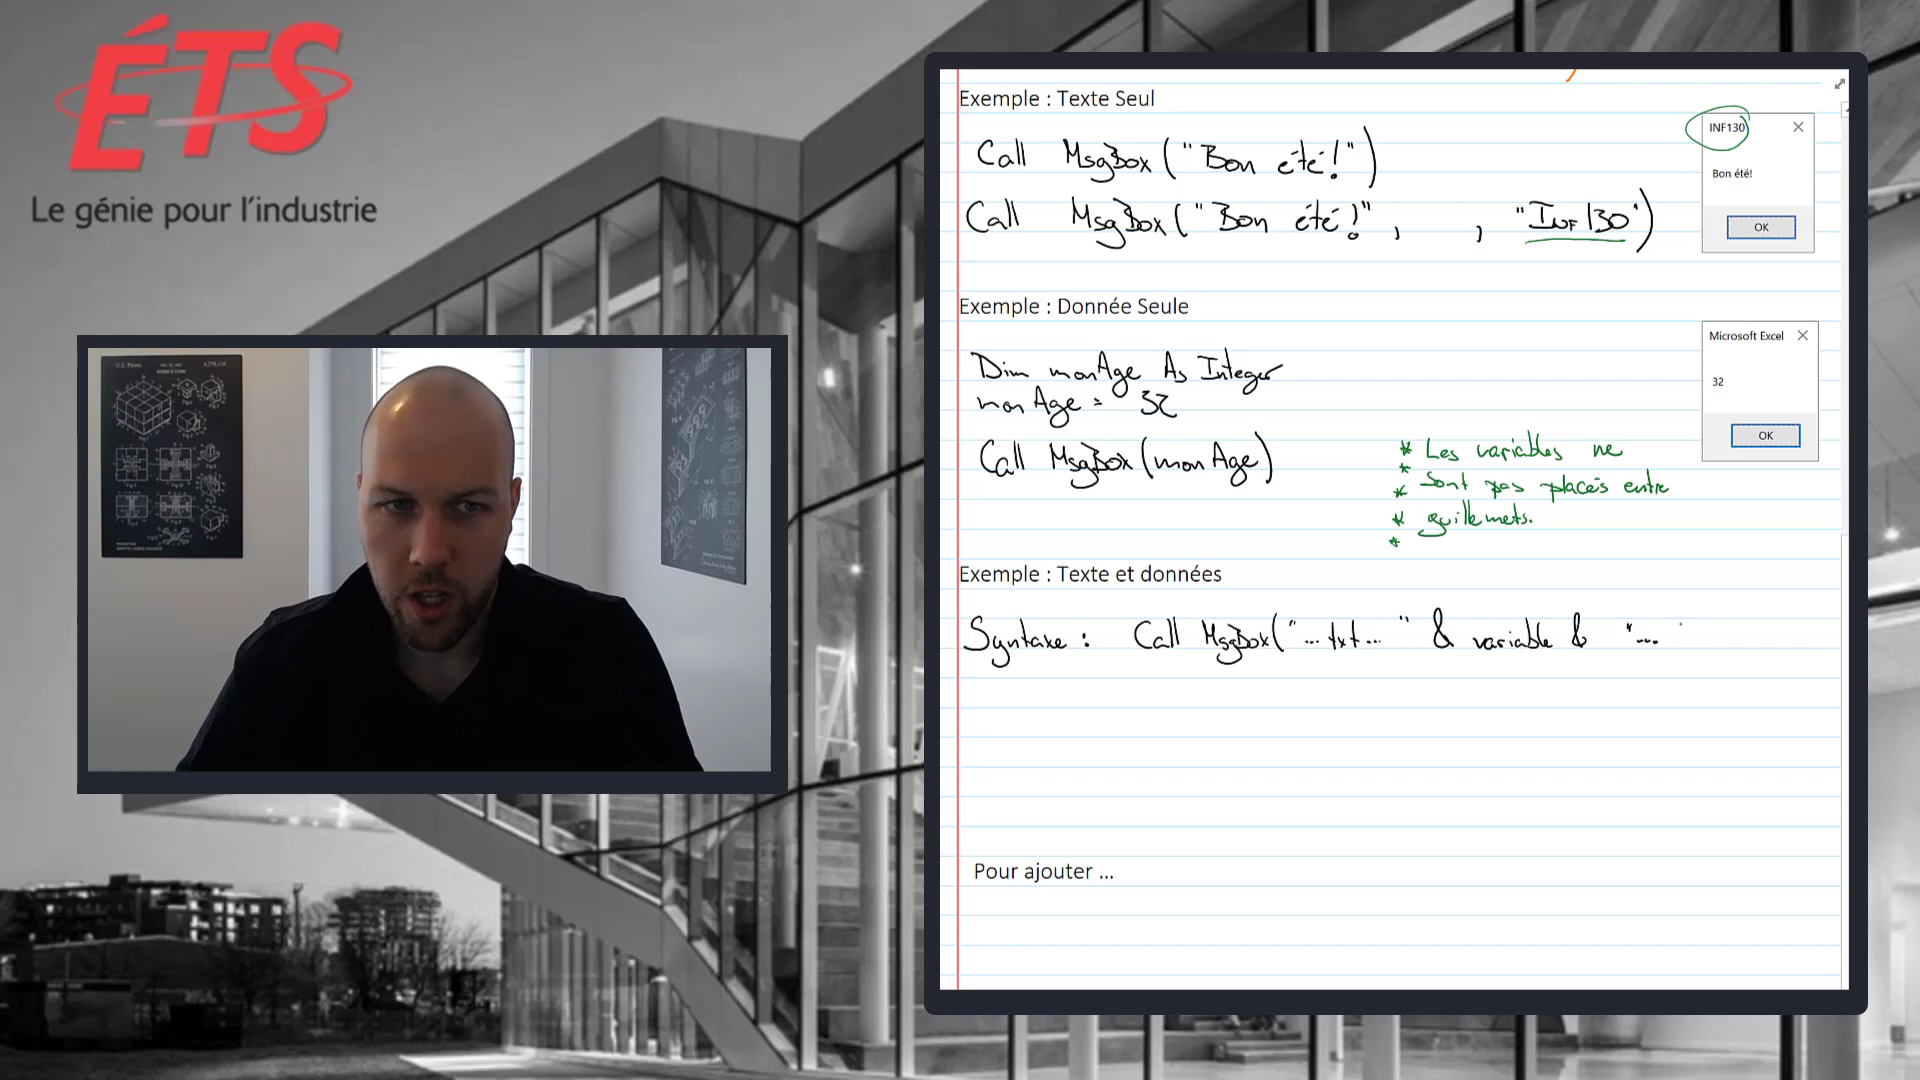 ÉTS
Le génie pour l'industrie
Exemple : Texte Seul
Call MsgBox("Bon été!")
Call MsgBox("Bon été!", , "INF130")
INF130
Bon été!
OK
Exemple : Donnée Seule
Dim monAge As Integer
monAge = 32
Call MsgBox(monAge)
Microsoft Excel
32
OK
* Les variables ne
*
* sont pas placés entre
* guillemets.
*
Exemple : Texte et données
Syntaxe : Call MsgBox("...txt..." & variable & "...
Pour ajouter ...